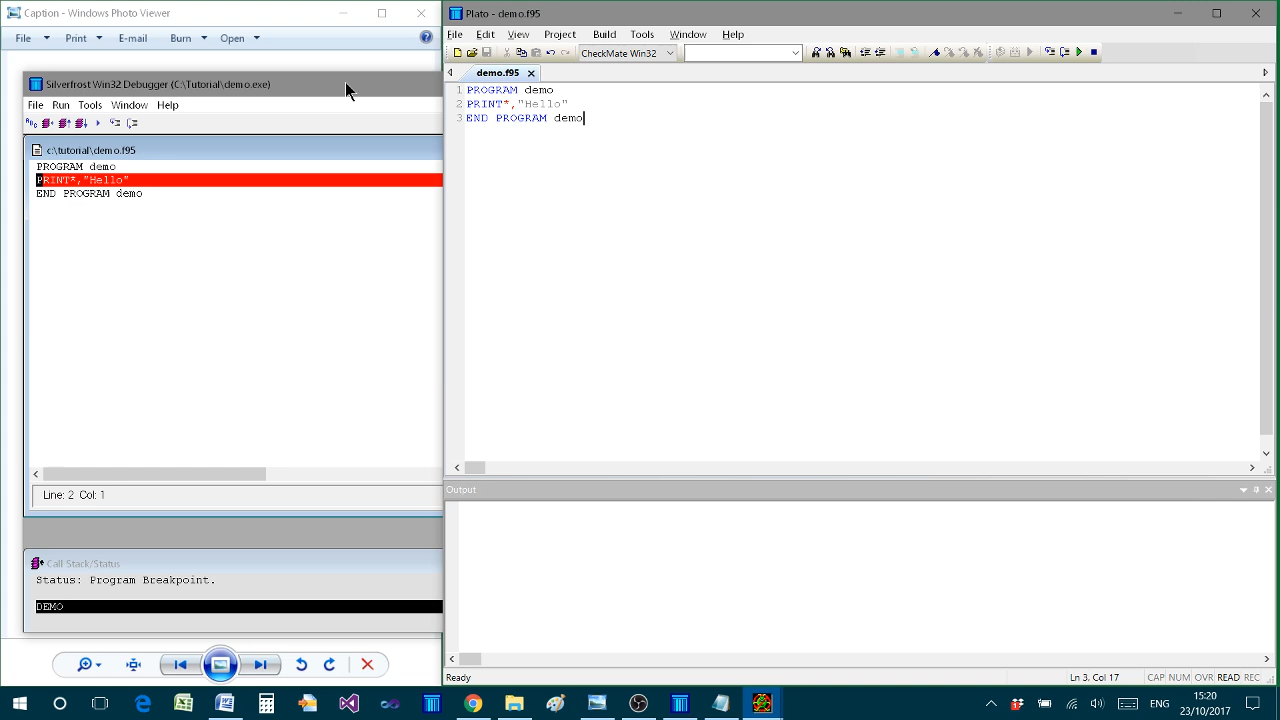 Caption - Windows Photo Viewer
File Print E-mail Burn Open
Silverfrost Win32 Debugger (C:\Tutorial\demo.exe)
File Run Tools Window Help
c:\tutorial\demo.f95
PROGRAM demo
PRINT*,"Hello"
END PROGRAM demo
Line: 2 Col: 1
Call Stack/Status
Status: Program Breakpoint.
DEMO
Plato - demo.f95
File Edit View Project Build Tools Window Help
CheckMate Win32
demo.f95
1 PROGRAM demo
2 PRINT*,"Hello"
3 END PROGRAM demo
Output
Ready Ln 3, Col 17 CAP NUM OVR READ REC
ENG 15:20
23/10/2017